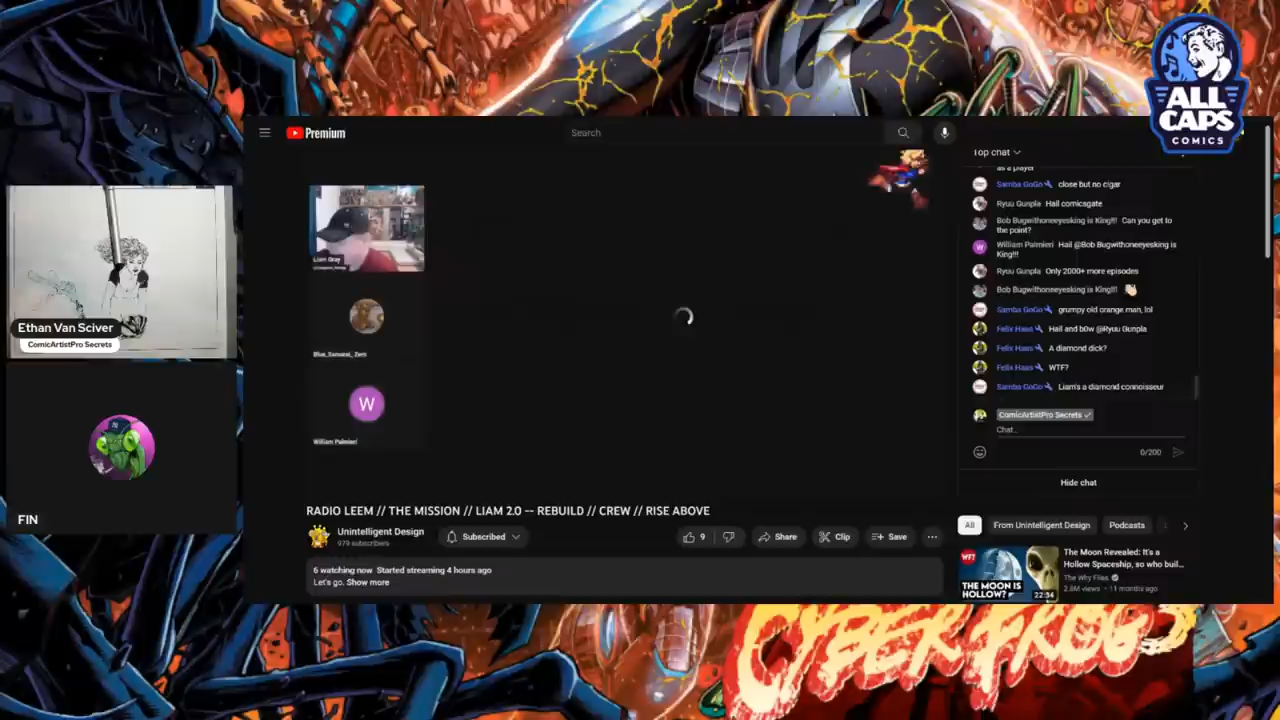 ALL
CAPS
COMICS
Premium
Search
Top chat
as a player
Samba GoGo close but no cigar
Ryuu Gunpla Hail comicsgate
Bob Bugwithoneeyesking is King!!! Can you get to
the point?
William Palmieri Hail @Bob Bugwithoneeyesking is
King!!!
Ryuu Gunpla Only 2000+ more episodes
Bob Bugwithoneeyesking is King!!!
Samba GoGo grumpy old orange man, lol
Felix Haas Hail and b0w @Ryuu Gunpla
Felix Haas A diamond dick?
Felix Haas WTF?
Samba GoGo Liam's a diamond connoisseur
ComicArtistPro Secrets
Chat...
0/200
Hide chat
Ethan Van Sciver
ComicArtistPro Secrets
FIN
Liam Gray
Blue_Samurai_ Zero
W
William Palmieri
RADIO LEEM // THE MISSION // LIAM 2.0 -- REBUILD // CREW // RISE ABOVE
Unintelligent Design
979 subscribers
Subscribed
9
Share
Clip
Save
6 watching now Started streaming 4 hours ago
Let's go. Show more
All
From Unintelligent Design
Podcasts
WFT
THE MOON IS
HOLLOW?
22:54
The Moon Revealed: It's a
Hollow Spaceship, so who buil...
The Why Files
2.8M views • 11 months ago
CYBERFROG